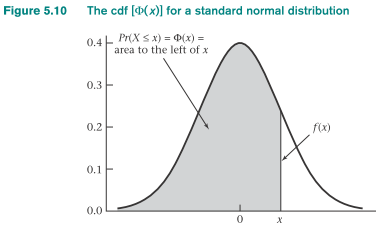 Figure 5.10 The cdf [Φ(x)] for a standard normal distribution
0.4
Pr(X ≤ x) = Φ(x) =
area to the left of x
0.3
0.2
f(x)
0.1
0.0
0 x